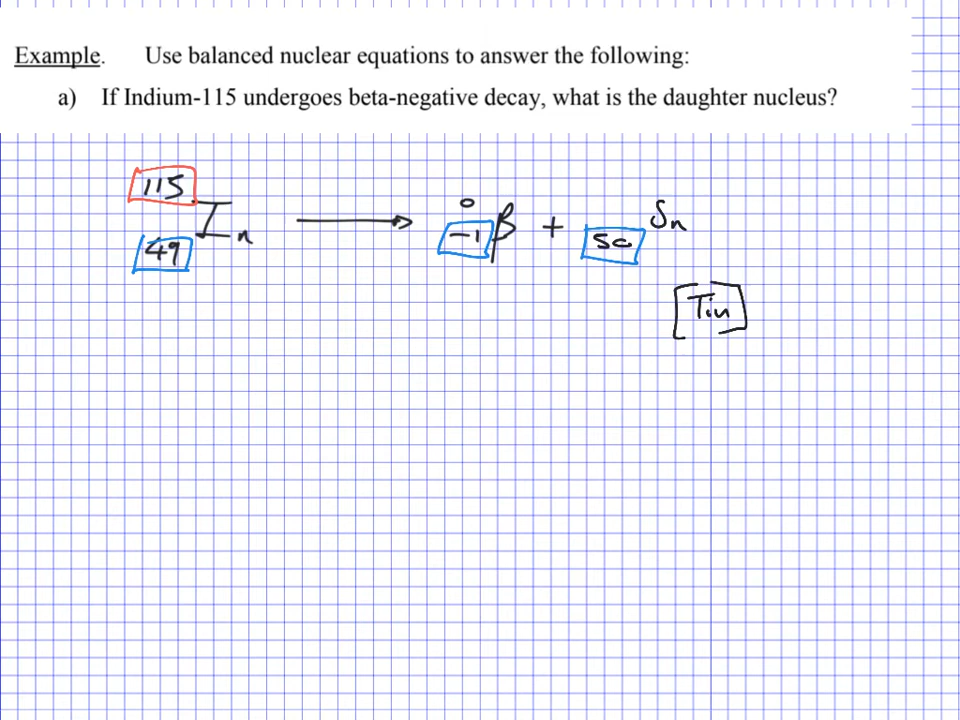 Example. Use balanced nuclear equations to answer the following:
a) If Indium-115 undergoes beta-negative decay, what is the daughter nucleus?
115
49 In → 0 -1 β + 50 Sn
Tin